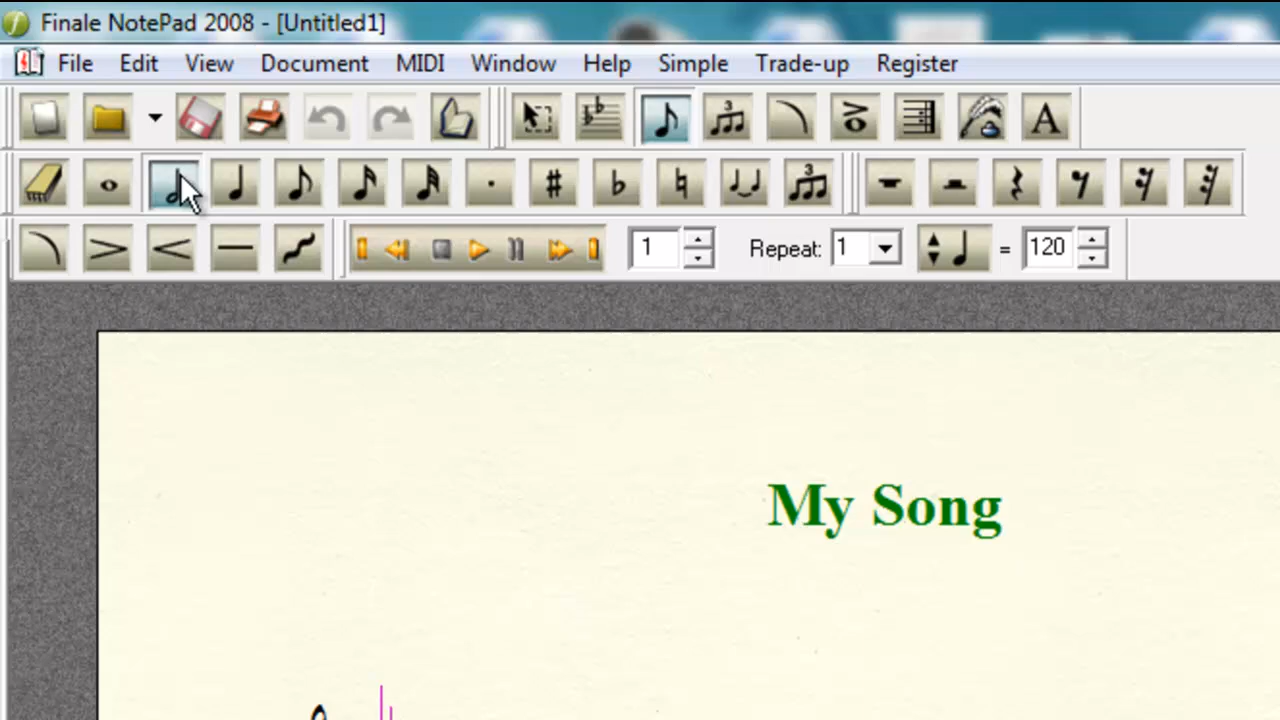 Finale NotePad 2008 - [Untitled1]
File Edit View Document MIDI Window Help Simple Trade-up Register
A
1 Repeat: 1 = 120
My Song